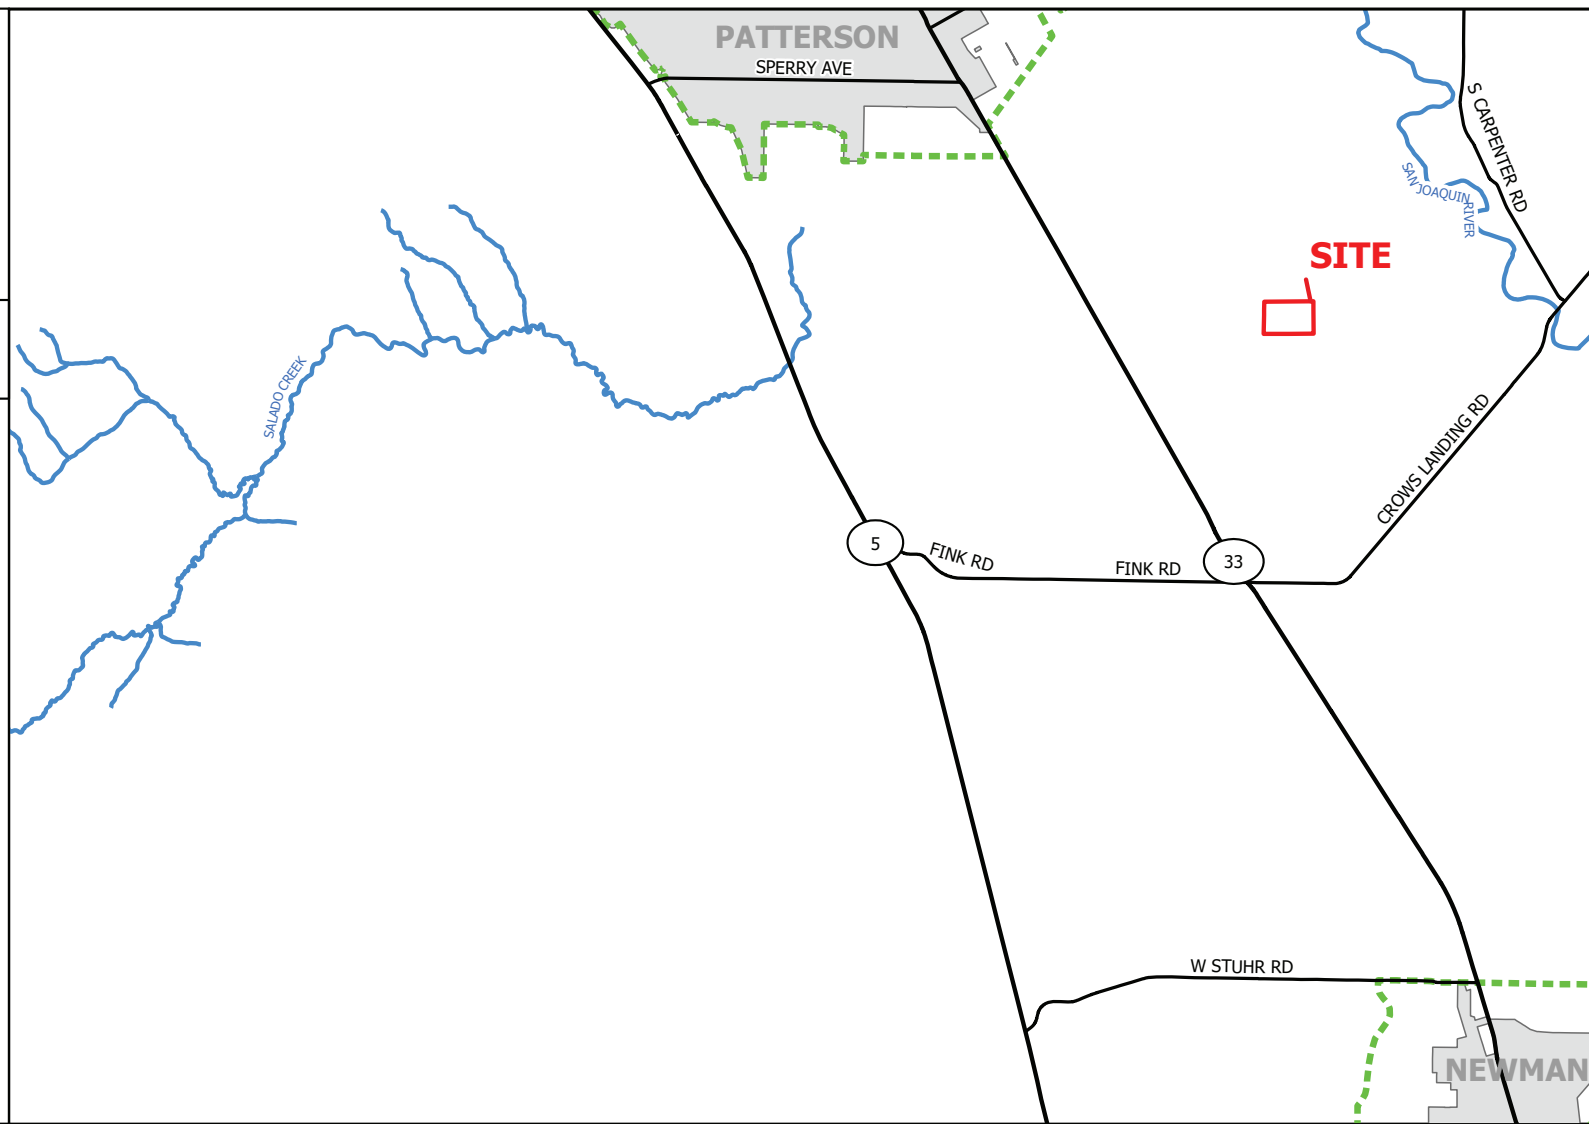 PATTERSON
SPERRY AVE
S CARPENTER RD
SAN JOAQUIN
RIVER
SITE
SALADO CREEK
CROWS LANDING RD
5
FINK RD
FINK RD
33
W STUHR RD
NEWMAN